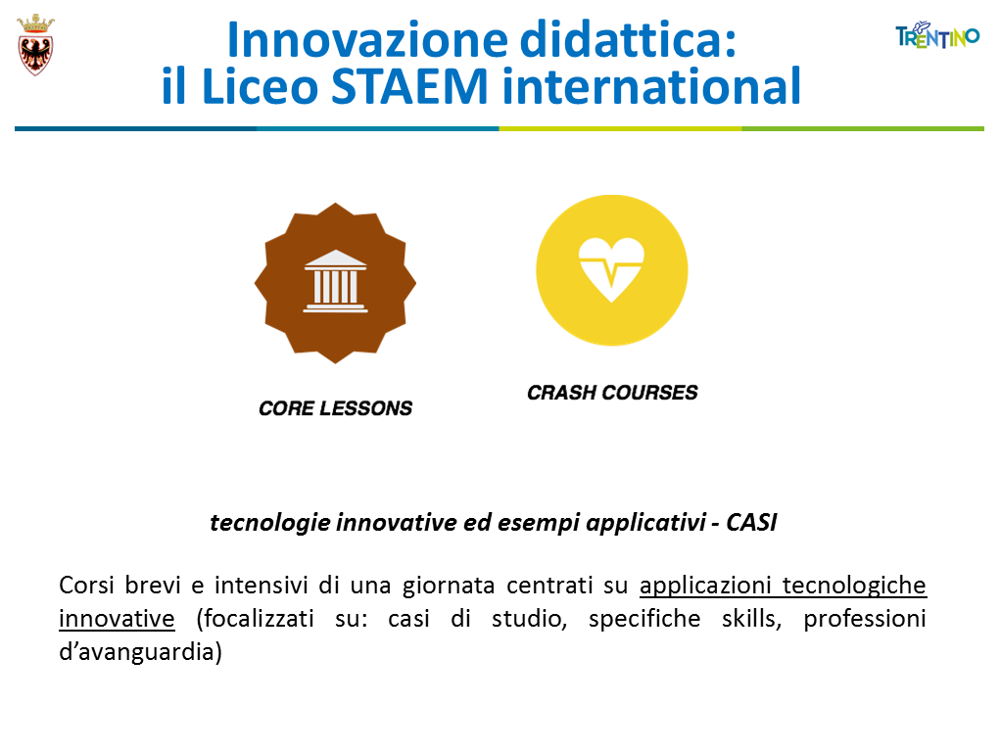 Innovazione didattica:
il Liceo STAEM international
TRENTINO
CORE LESSONS
CRASH COURSES
tecnologie innovative ed esempi applicativi - CASI
Corsi brevi e intensivi di una giornata centrati su applicazioni tecnologiche
innovative (focalizzati su: casi di studio, specifiche skills, professioni
d’avanguardia)